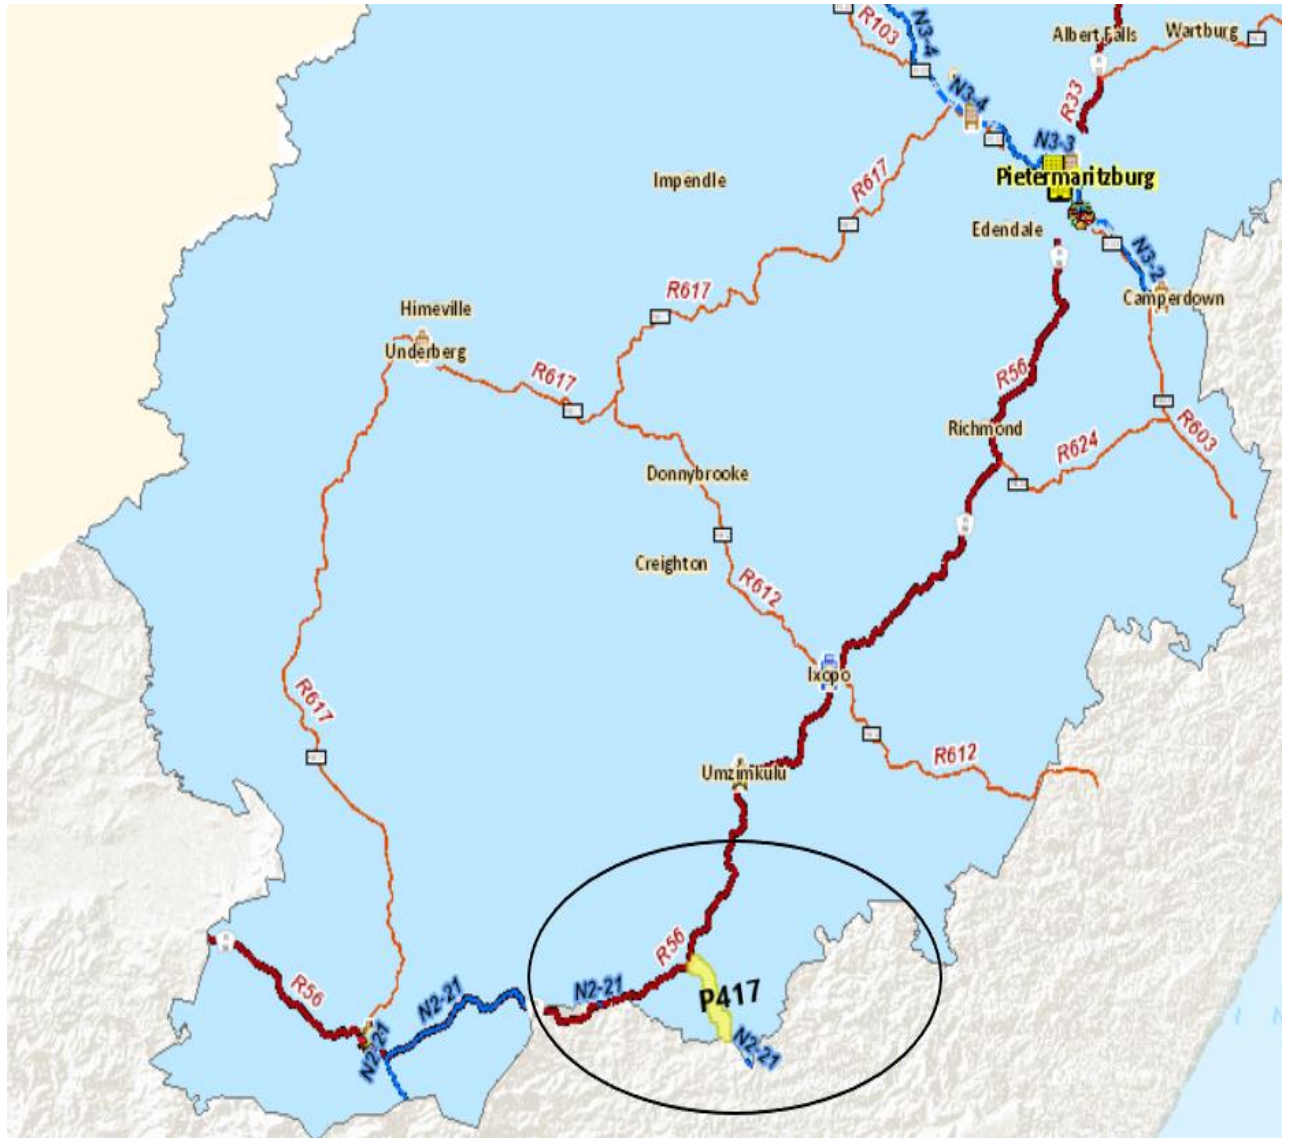 R103
N3-4
Albert Falls
Wartburg
N3-4
R33
N3-3
Impendle
R617
Pietermaritzburg
Edendale
N3-2
R617
Camperdown
Himeville
Underberg
R617
R56
Richmond
R624
R603
Donnybrooke
Creighton
R612
Ixopo
R617
R612
Umzimkulu
R56
R56
N2-21
N2-21
P417
N2-21
N2-21
I N